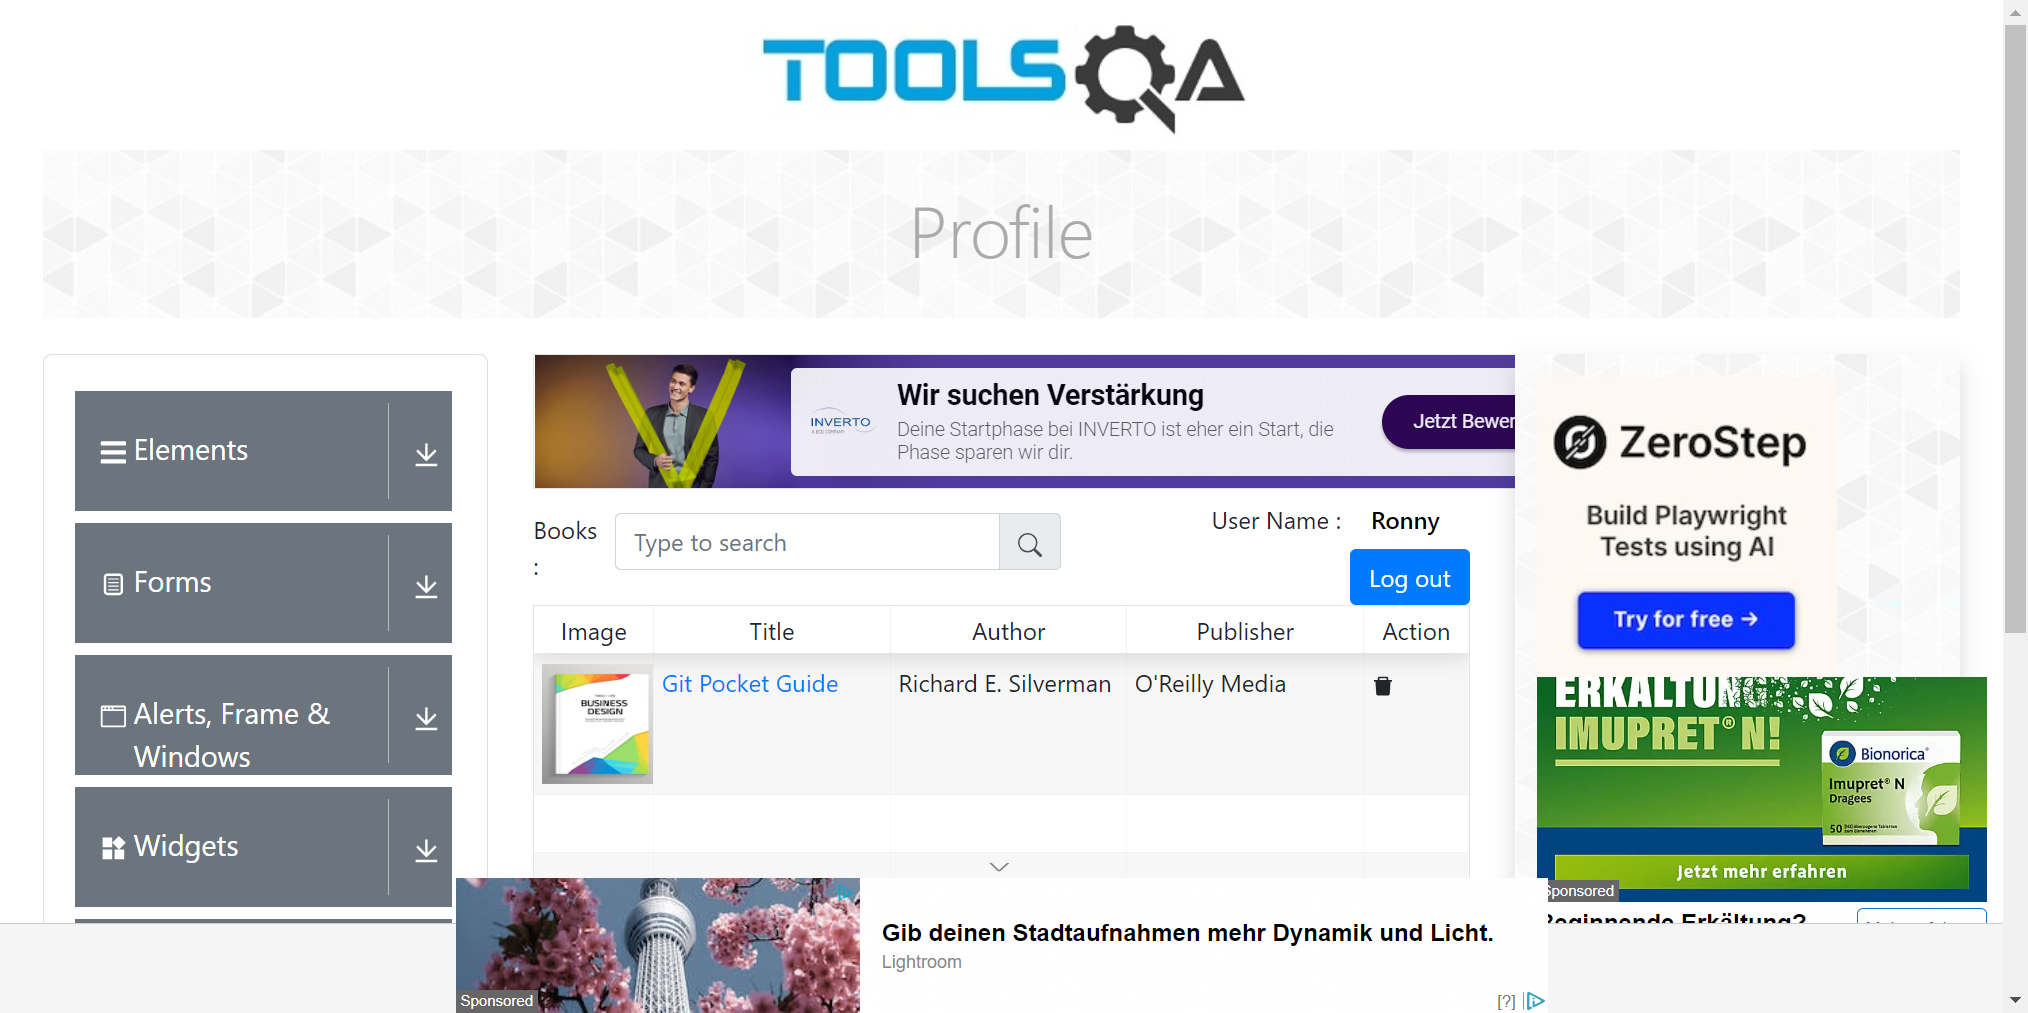 TOOLSQA
Profile
Elements
Forms
Alerts, Frame &
Windows
Widgets
Wir suchen Verstärkung
INVERTO
Deine Startphase bei INVERTO ist eher ein Start, die
Phase sparen wir dir.
Jetzt Bewer
Books
:
Type to search
User Name :
Ronny
Log out
Image
Title
Author
Publisher
Action
BUSINESS
DESIGN
Git Pocket Guide
Richard E. Silverman
O'Reilly Media
ZeroStep
Build Playwright
Tests using AI
Try for free →
ERKÄLTUNG
IMUPRET® N!
Bionorica®
Imupret® N
Dragees
50
Jetzt mehr erfahren
Sponsored
Beginnende Erkältung?
Gib deinen Stadtaufnahmen mehr Dynamik und Licht.
Lightroom
Sponsored
[?]